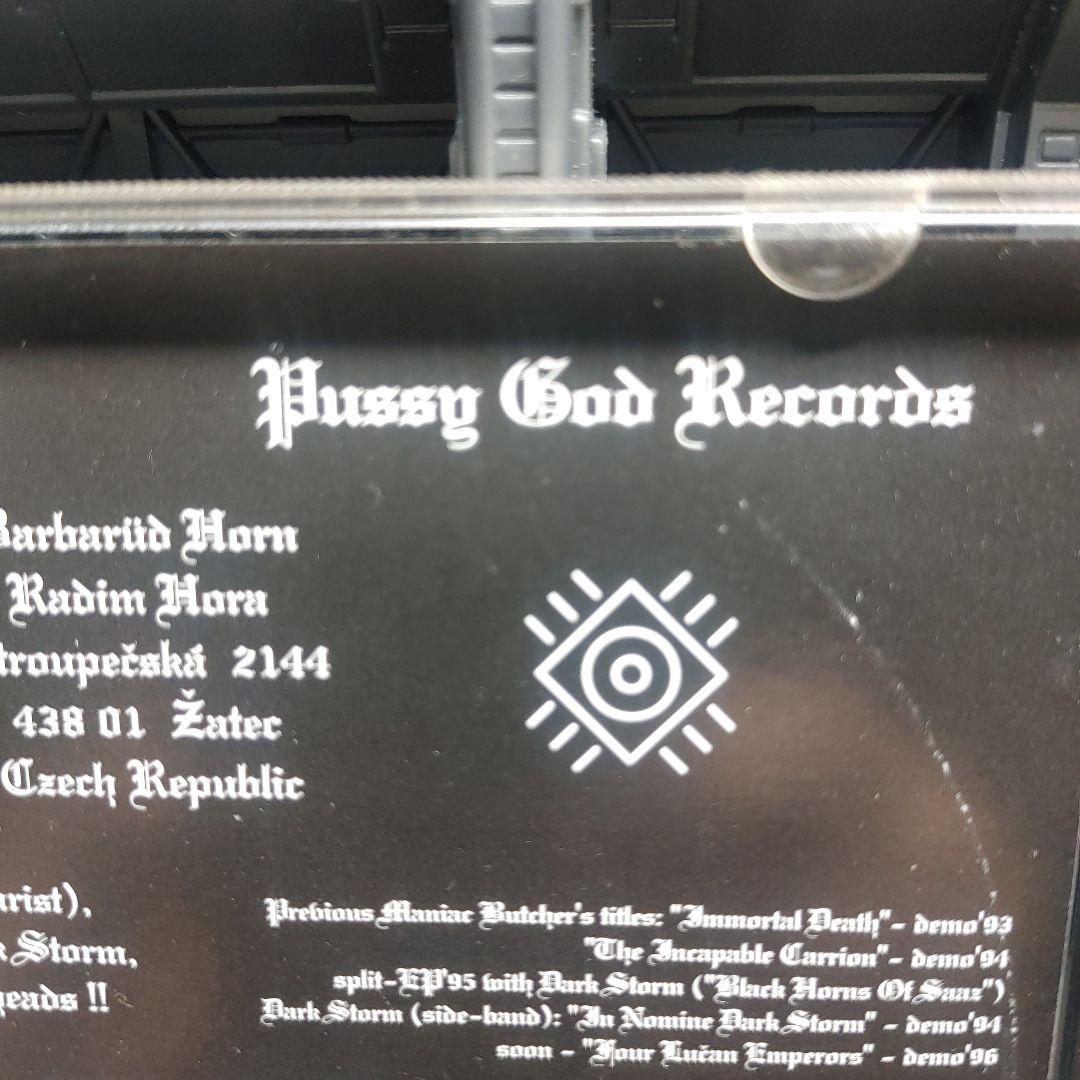 Pussy God Records
Barbarüd Horn
Radim Hora
troupečská 2144
438 01 Žatec
Czech Republic
Previous Maniac Butcher's titles: "Immortal Death"- demo'93
"The Incapable Carrion"- demo'94
split-EP'95 with Dark Storm ("Black Horns Of Saaz")
Dark Storm (side-band): "In Nomine Dark Storm" - demo'94
soon - "Four Lučan Emperors" - demo'96
rist),
k Storm,
heads !!